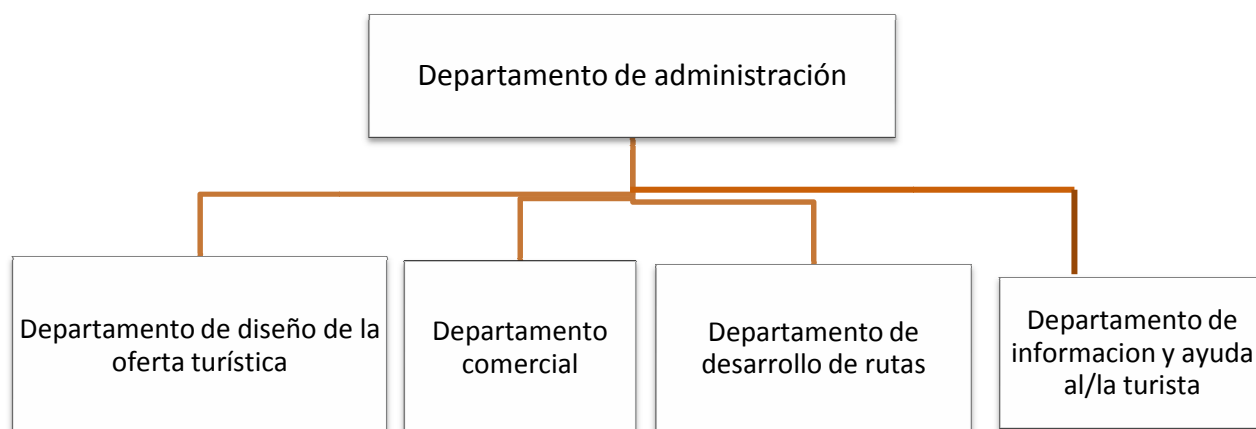 Departamento de administración
Departamento de diseño de la
oferta turística
Departamento
comercial
Departamento de
desarrollo de rutas
Departamento de
informacion y ayuda
al/la turista